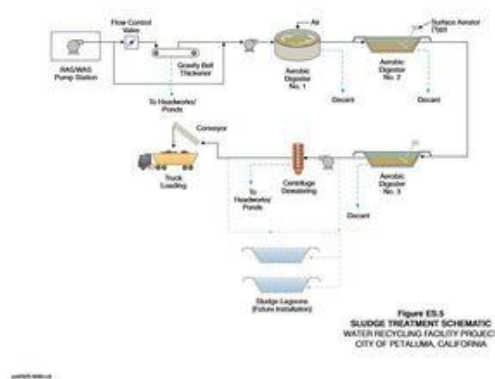 Flow Control
Valve
Air
Surface Aerator
RAS/WAS
Pump Station
Gravity Belt
Thickener
Aerobic
Digester
No. 1
Aerobic
Digester
No. 2
To Headworks/
Ponds
Decant
Decant
Conveyor
Truck
Loading
To
Headworks/
Ponds
Centrifuge
Dewatering
Aerobic
Digester
No. 3
Decant
Sludge Lagoons
(Future Installation)
Figure ES.5
SLUDGE TREATMENT SCHEMATIC
WATER RECYCLING FACILITY PROJECT
CITY OF PETALUMA, CALIFORNIA